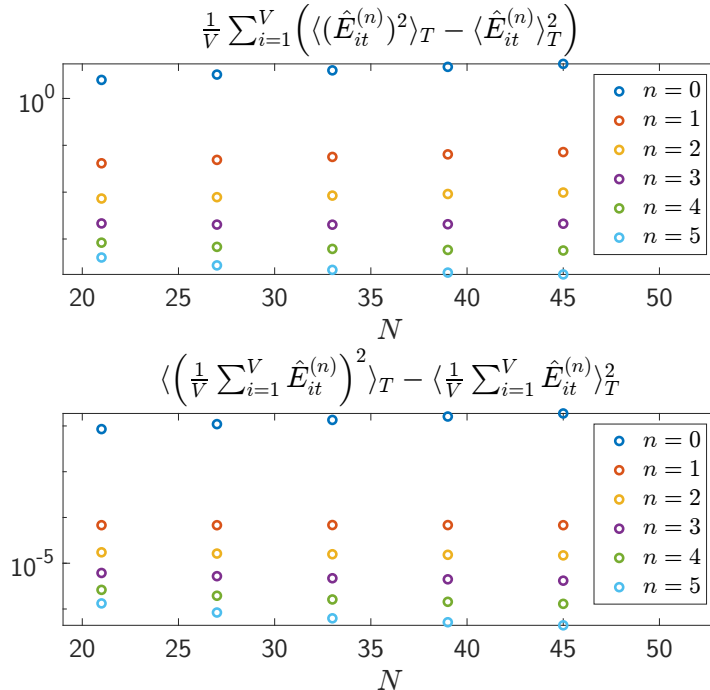 $\frac{1}{V}\sum_{i=1}^{V}\left(\langle(\hat{E}_{it}^{(n)})^2\rangle_T - \langle\hat{E}_{it}^{(n)}\rangle_T^2\right)$
10^0
n = 0
n = 1
n = 2
n = 3
n = 4
n = 5
20 25 30 35 40 45 50
N
$\langle\left(\frac{1}{V}\sum_{i=1}^{V}\hat{E}_{it}^{(n)}\right)^2\rangle_T - \langle\frac{1}{V}\sum_{i=1}^{V}\hat{E}_{it}^{(n)}\rangle_T^2$
10^{-5}
n = 0
n = 1
n = 2
n = 3
n = 4
n = 5
20 25 30 35 40 45 50
N